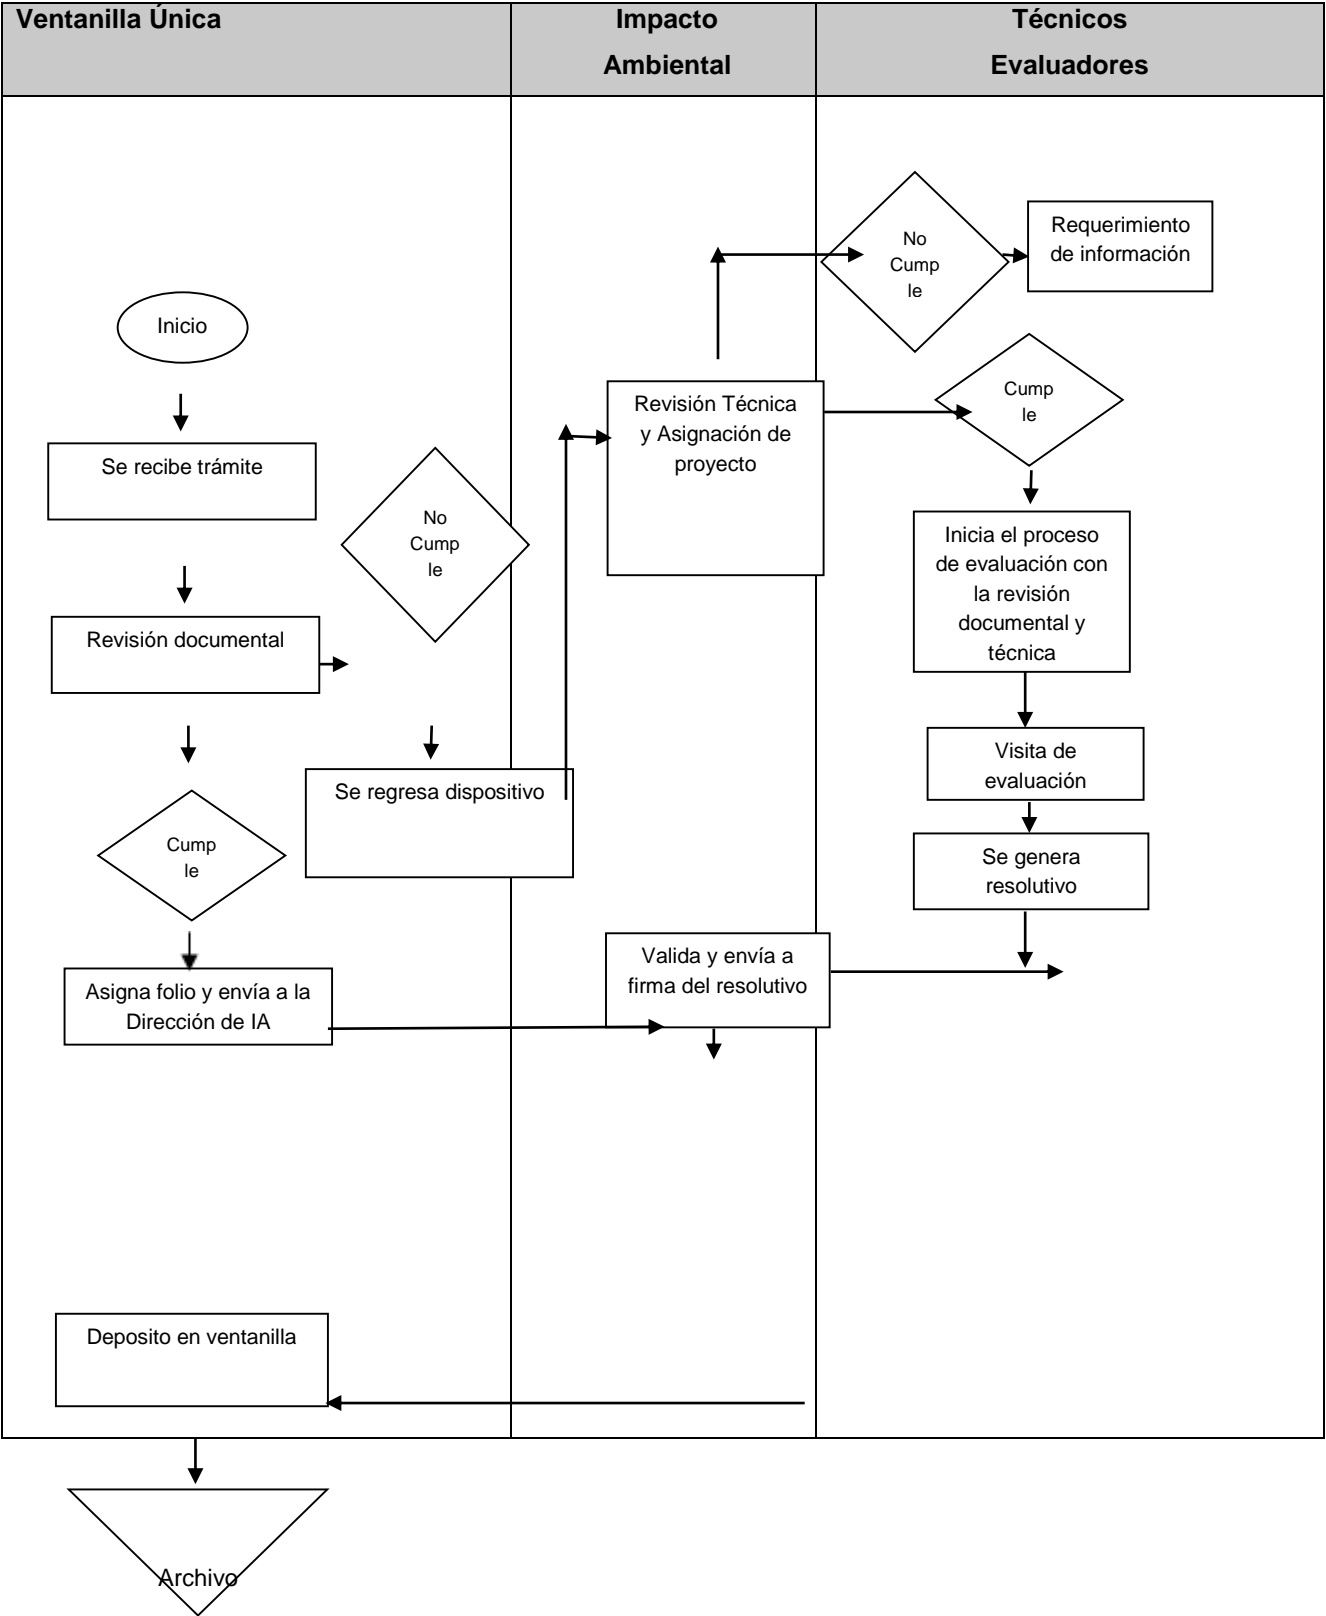 Ventanilla Única
Impacto
Ambiental
Técnicos
Evaluadores
Inicio
Se recibe trámite
Revisión documental
No
Cump
le
Se regresa dispositivo
Cump
le
Asigna folio y envía a la
Dirección de IA
Deposito en ventanilla
Archivo
Revisión Técnica
y Asignación de
proyecto
Valida y envía a
firma del resolutivo
No
Cump
le
Requerimiento
de información
Cump
le
Inicia el proceso
de evaluación con
la revisión
documental y
técnica
Visita de
evaluación
Se genera
resolutivo